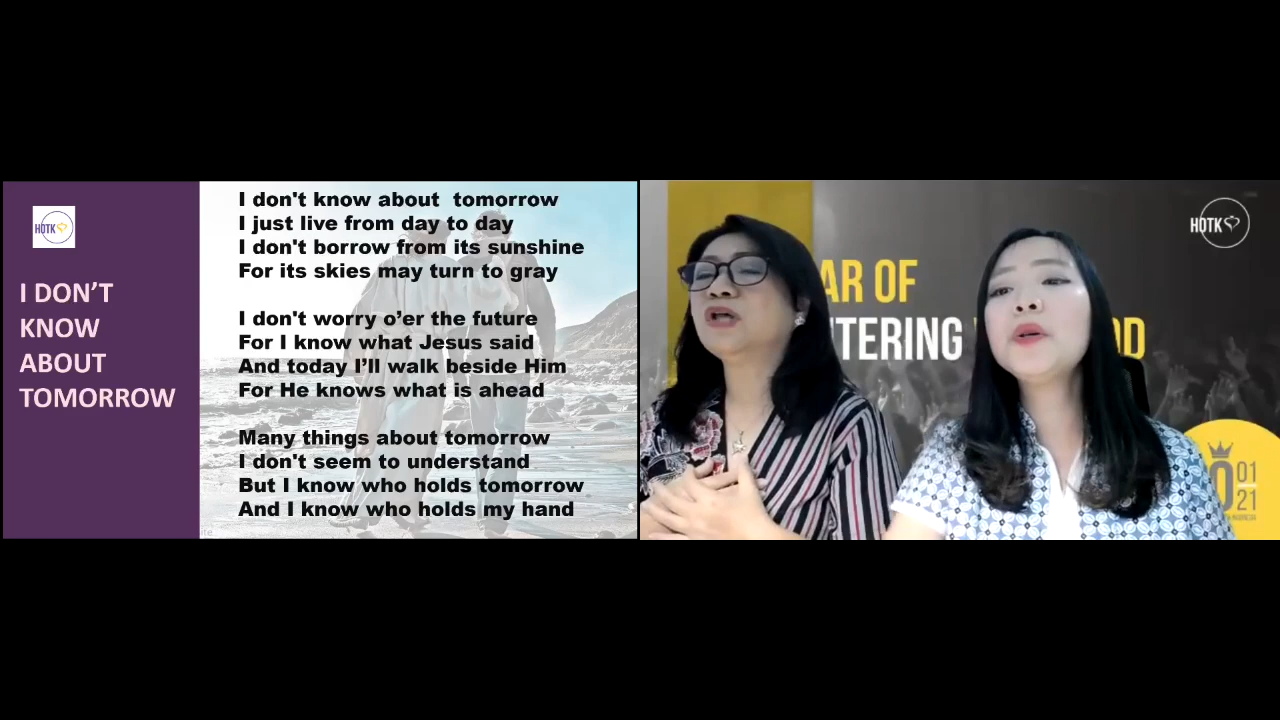 HOTK
I DON'T
KNOW
ABOUT
TOMORROW
I don't know about  tomorrow
I just live from day to day
I don't borrow from its sunshine
For its skies may turn to gray
I don't worry o’er the future
For I know what Jesus said
And today I’ll walk beside Him
For He knows what is ahead
Many things about tomorrow
I don't seem to understand
But I know who holds tomorrow
And I know who holds my hand
HOTK
AR OF
TERING
OD
01
21